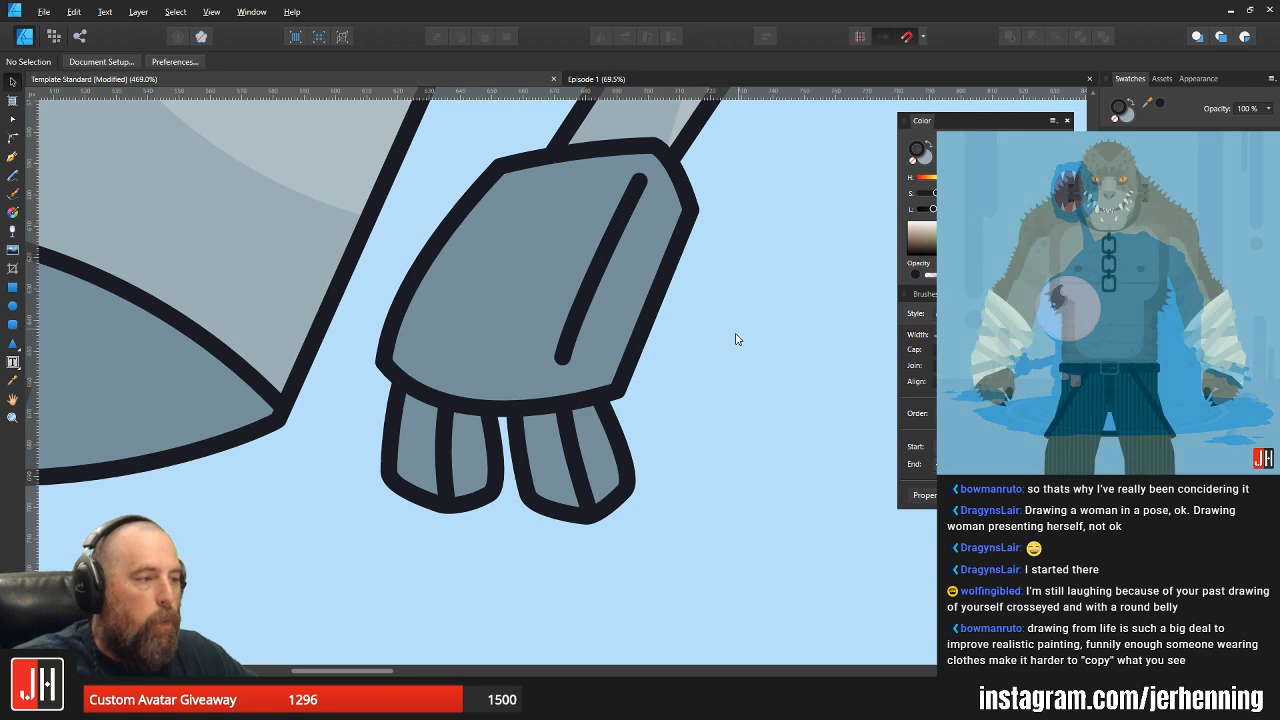 File Edit Text Layer Select View Window Help
No Selection Document Setup... Preferences...
Template Standard [Modified] (469.0%) × Episode 1 (69.5%) ×
Swatches Assets Appearance
Opacity: 100 %
Color
H:
S:
L:
Opacity
Brushes
Style:
Width:
Cap:
Join:
Align:
Order:
Start:
End:
Proper
JH
bowmanruto: so thats why I've really been concidering it
DragynsLair: Drawing a woman in a pose, ok. Drawing
woman presenting herself, not ok
DragynsLair: 😄
DragynsLair: I started there
wolfingibled: I'm still laughing because of your past drawing
of yourself crosseyed and with a round belly
bowmanruto: drawing from life is such a big deal to
improve realistic painting, funnily enough someone wearing
clothes make it harder to "copy" what you see
JH
Custom Avatar Giveaway 1296 1500
instagram.com/jerhenning